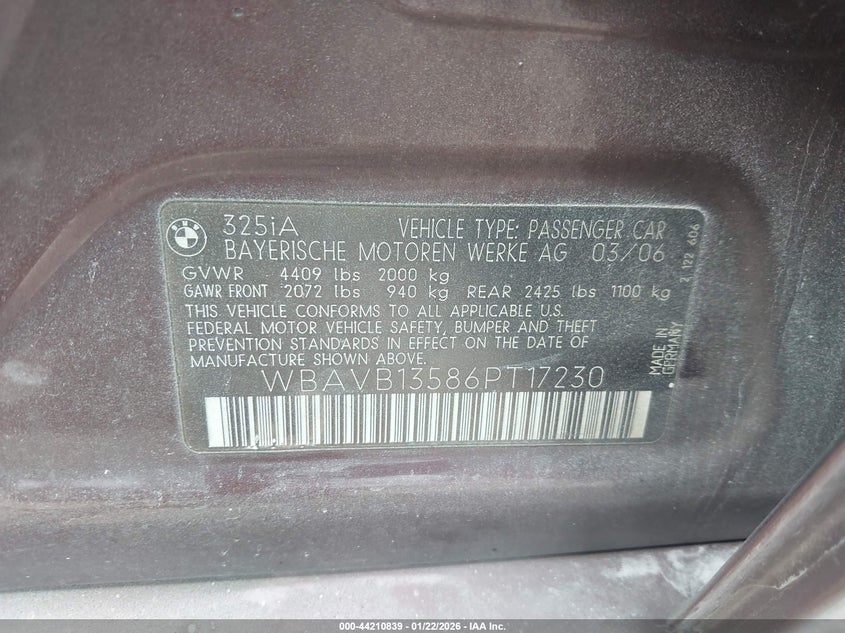 BMW
325iA VEHICLE TYPE: PASSENGER CAR
BAYERISCHE MOTOREN WERKE AG 03/06
GVWR 4409 lbs 2000 kg
GAWR FRONT 2072 lbs 940 kg REAR 2425 lbs 1100 kg
THIS VEHICLE CONFORMS TO ALL APPLICABLE U.S.
FEDERAL MOTOR VEHICLE SAFETY, BUMPER AND THEFT
PREVENTION STANDARDS IN EFFECT ON THE DATE OF
MANUFACTURE SHOWN ABOVE.
WBAVB13586PT17230
MADE IN
GERMANY
2 122 606
000-44210839 - 01/22/2026 - IAA Inc.